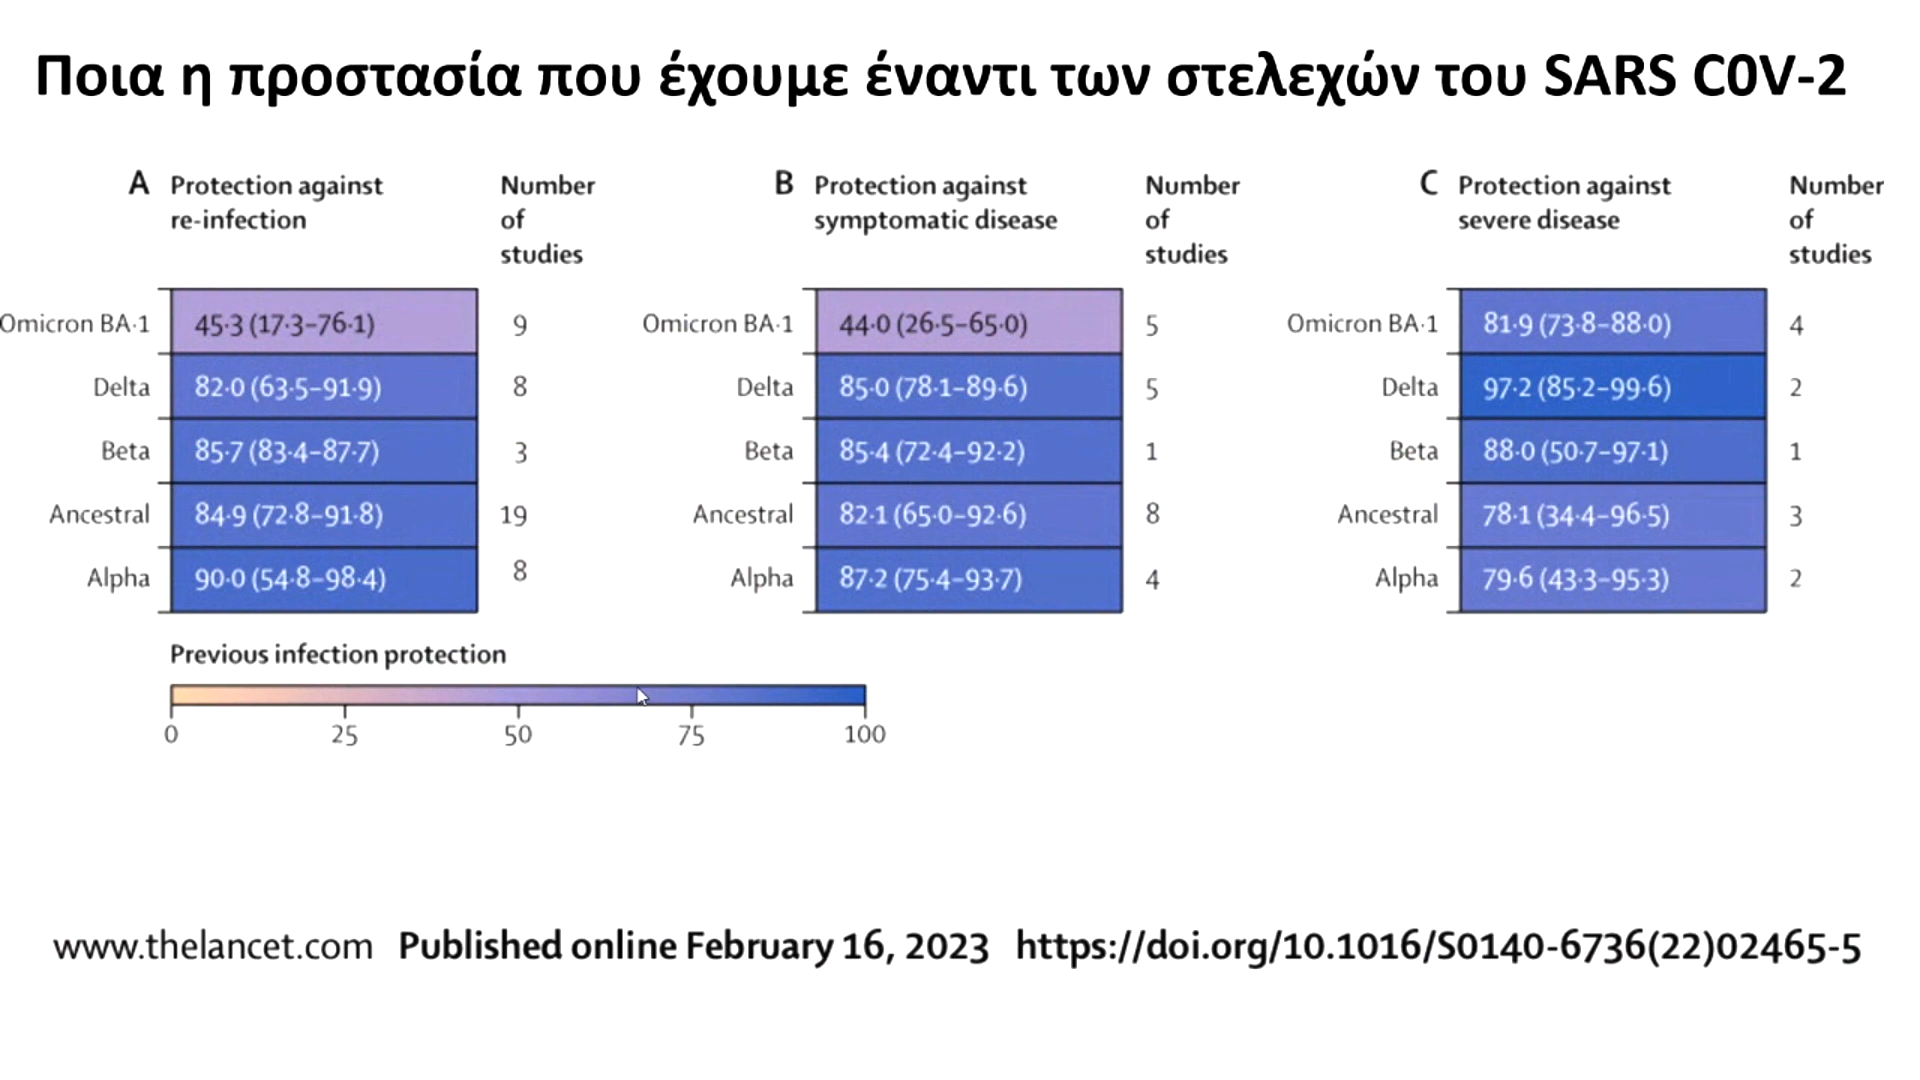 Ποια η προστασία που έχουμε έναντι των στελεχών του SARS C0V-2
A Protection against re-infection
Number of studies
Omicron BA·1 45·3 (17·3–76·1) 9
Delta 82·0 (63·5–91·9) 8
Beta 85·7 (83·4–87·7) 3
Ancestral 84·9 (72·8–91·8) 19
Alpha 90·0 (54·8–98·4) 8
B Protection against symptomatic disease
Number of studies
Omicron BA·1 44·0 (26·5–65·0) 5
Delta 85·0 (78·1–89·6) 5
Beta 85·4 (72·4–92·2) 1
Ancestral 82·1 (65·0–92·6) 8
Alpha 87·2 (75·4–93·7) 4
C Protection against severe disease
Number of studies
Omicron BA·1 81·9 (73·8–88·0) 4
Delta 97·2 (85·2–99·6) 2
Beta 88·0 (50·7–97·1) 1
Ancestral 78·1 (34·4–96·5) 3
Alpha 79·6 (43·3–95·3) 2
Previous infection protection
0 25 50 75 100
www.thelancet.com Published online February 16, 2023 https://doi.org/10.1016/S0140-6736(22)02465-5